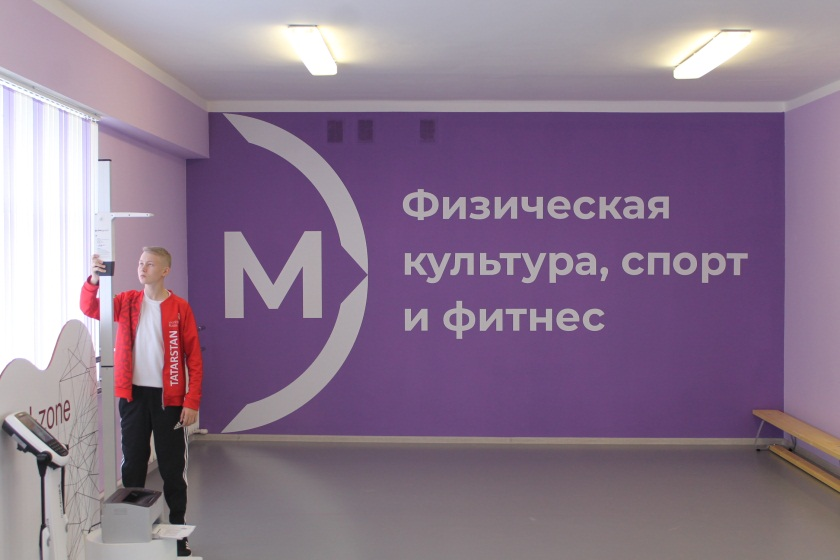 М
Физическая
культура, спорт
и фитнес
TATARSTAN
zone